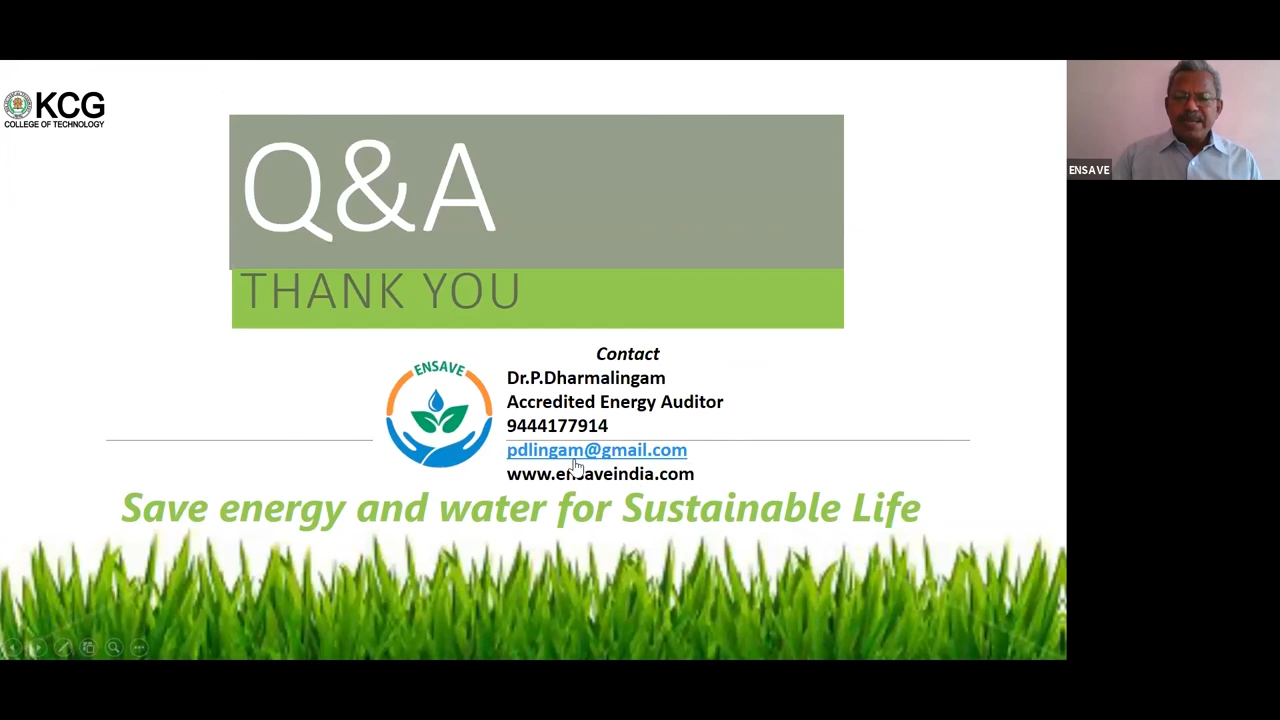 KCG
COLLEGE OF TECHNOLOGY
ENSAVE
Q&A
THANK YOU
Contact
ENSAVE
Dr.P.Dharmalingam
Accredited Energy Auditor
9444177914
pdlingam@gmail.com
www.ensaveindia.com
Save energy and water for Sustainable Life